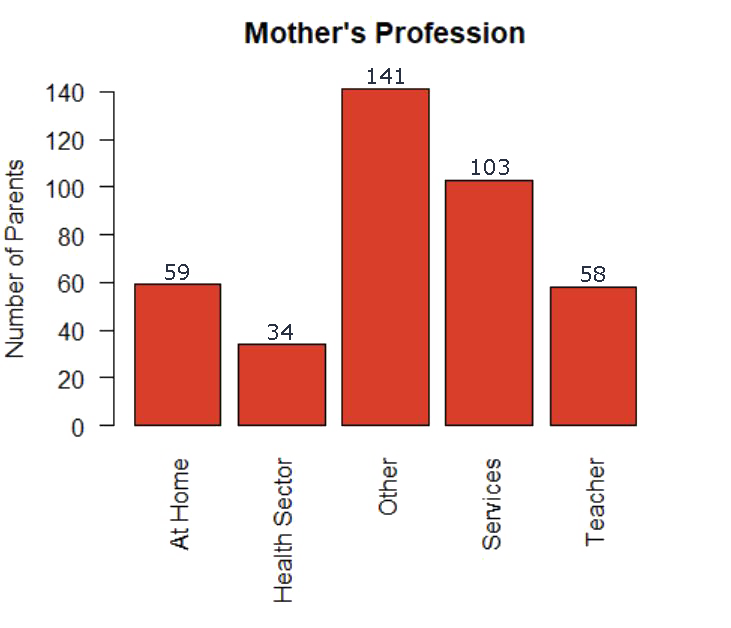 Mother's Profession
Number of Parents
140
120
100
80
60
40
20
0
59
34
141
103
58
At Home
Health Sector
Other
Services
Teacher